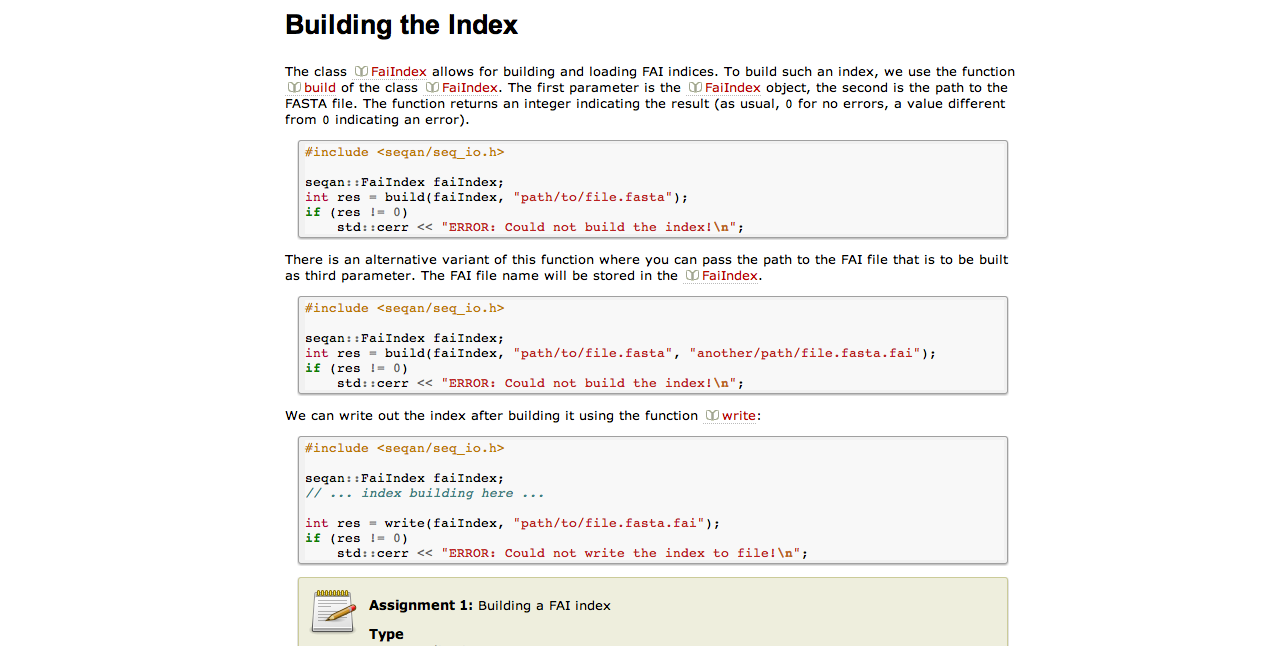 Building the Index
The class FaiIndex allows for building and loading FAI indices. To build such an index, we use the function
build of the class FaiIndex. The first parameter is the FaiIndex object, the second is the path to the
FASTA file. The function returns an integer indicating the result (as usual, 0 for no errors, a value different
from 0 indicating an error).
#include <seqan/seq_io.h>
seqan::FaiIndex faiIndex;
int res = build(faiIndex, "path/to/file.fasta");
if (res != 0)
    std::cerr << "ERROR: Could not build the index!\n";
There is an alternative variant of this function where you can pass the path to the FAI file that is to be built
as third parameter. The FAI file name will be stored in the FaiIndex.
#include <seqan/seq_io.h>
seqan::FaiIndex faiIndex;
int res = build(faiIndex, "path/to/file.fasta", "another/path/file.fasta.fai");
if (res != 0)
    std::cerr << "ERROR: Could not build the index!\n";
We can write out the index after building it using the function write:
#include <seqan/seq_io.h>
seqan::FaiIndex faiIndex;
// ... index building here ...
int res = write(faiIndex, "path/to/file.fasta.fai");
if (res != 0)
    std::cerr << "ERROR: Could not write the index to file!\n";
Assignment 1: Building a FAI index
Type